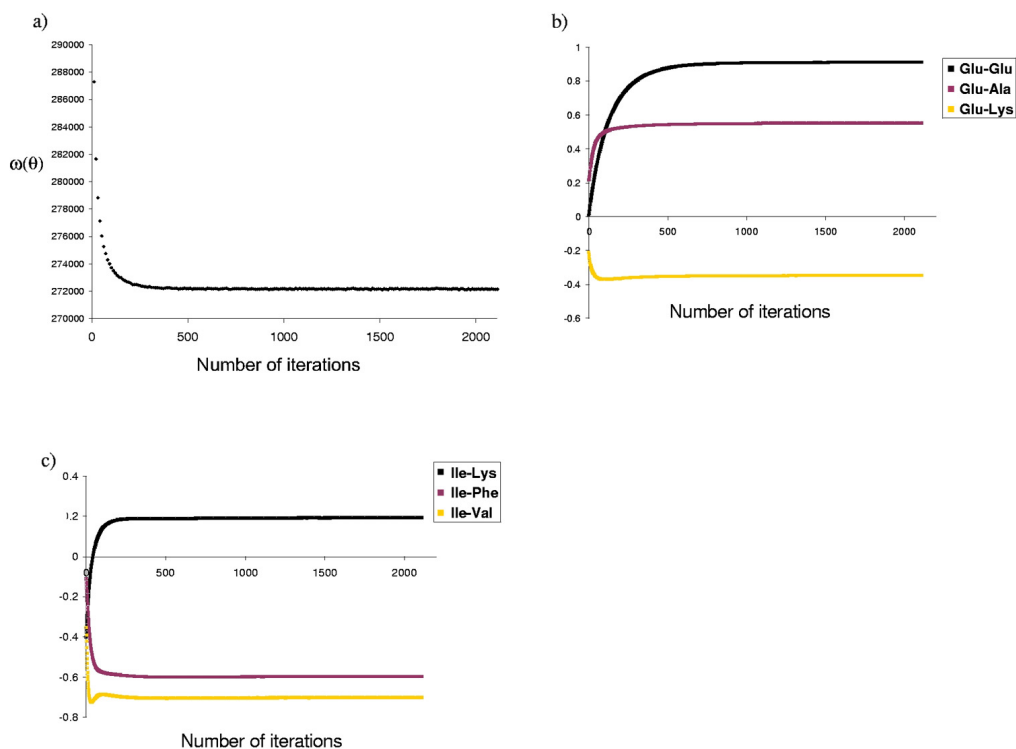 a)
290000
288000
286000
284000
282000
280000
278000
276000
274000
272000
270000
ω(θ)
0 500 1000 1500 2000
Number of iterations
b)
1
0.8
0.6
0.4
0.2
0
-0.2
-0.4
-0.6
0 500 1000 1500 2000
Number of iterations
Glu-Glu
Glu-Ala
Glu-Lys
c)
0.4
0.2
0
-0.2
-0.4
-0.6
-0.8
0 500 1000 1500 2000
Number of iterations
Ile-Lys
Ile-Phe
Ile-Val